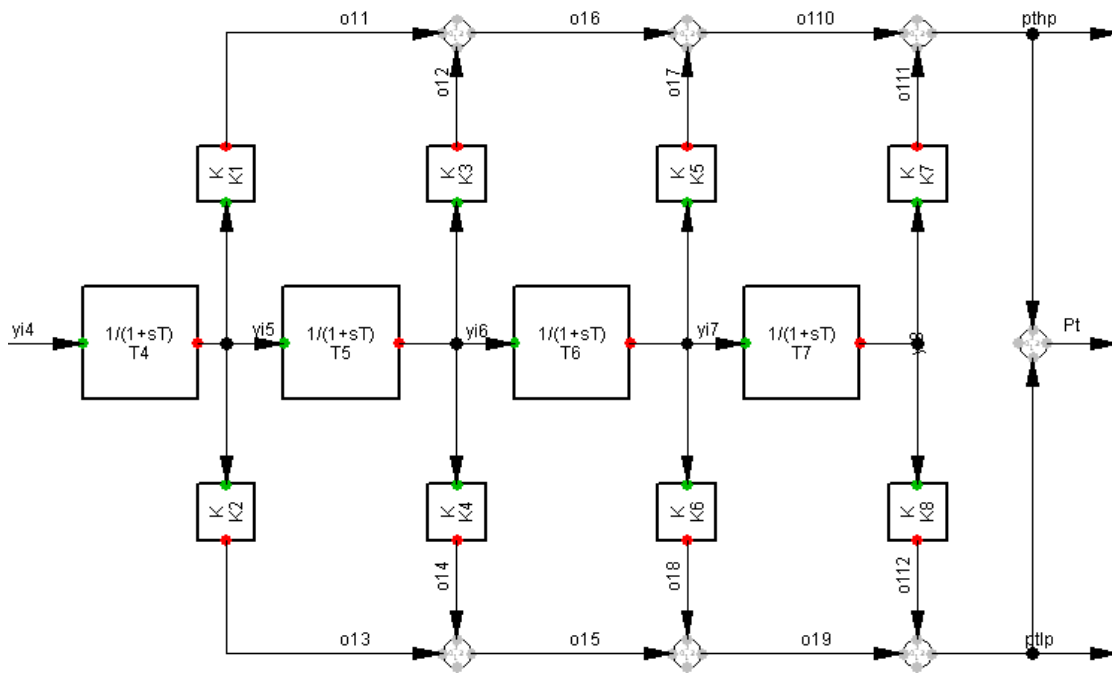 o11
o16
o110
pthp
o12
o17
o111
K
K1
K
K3
K
K5
K
K7
yi4
1/(1+sT)
T4
yi5
1/(1+sT)
T5
yi6
1/(1+sT)
T6
yi7
1/(1+sT)
T7
Pt
K
K2
K
K4
K
K6
K
K8
o14
o18
o112
o13
o15
o19
ptlp